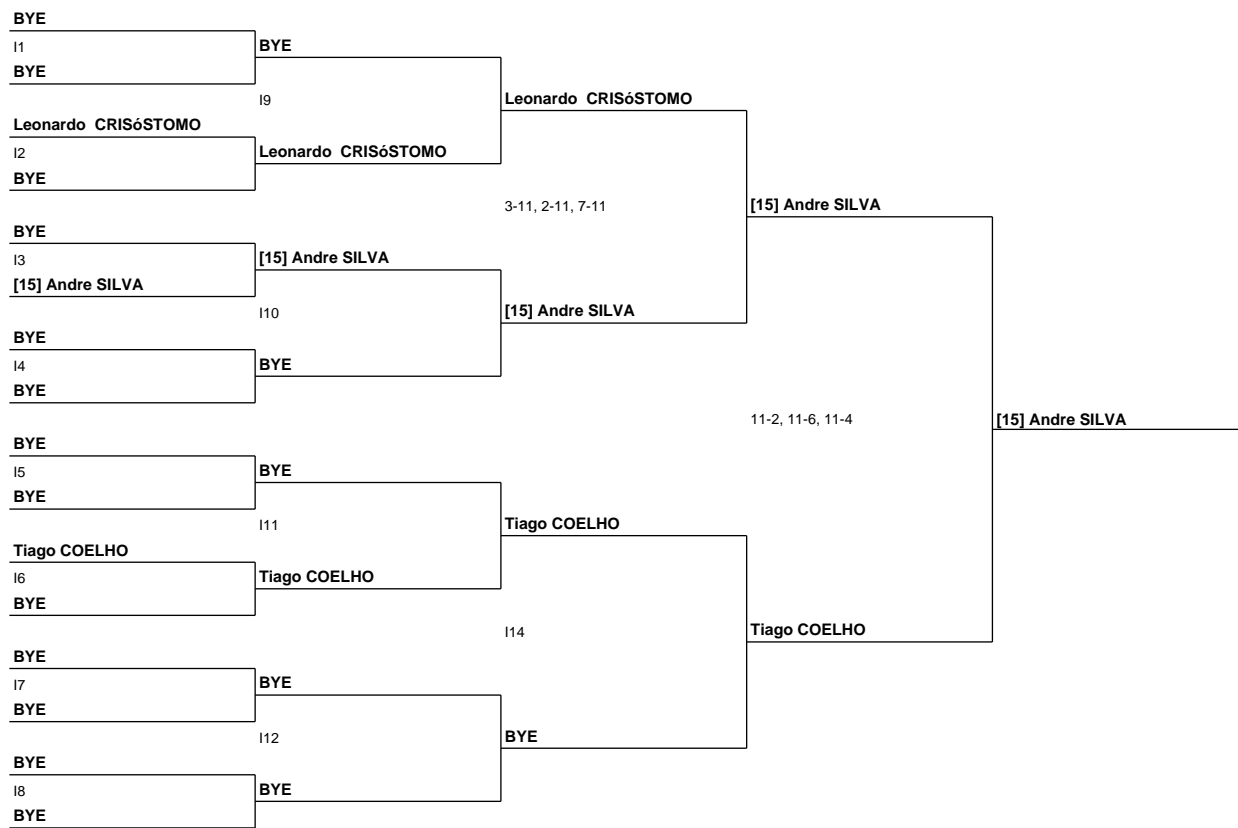 BYE
I1
BYE
BYE
I9
Leonardo  CRISóSTOMO
Leonardo  CRISóSTOMO
I2
Leonardo  CRISóSTOMO
BYE
3-11, 2-11, 7-11
[15] Andre SILVA
BYE
I3
[15] Andre SILVA
[15] Andre SILVA
I10
[15] Andre SILVA
BYE
I4
BYE
BYE
11-2, 11-6, 11-4
[15] Andre SILVA
BYE
I5
BYE
BYE
I11
Tiago COELHO
Tiago COELHO
I6
Tiago COELHO
BYE
I14
Tiago COELHO
BYE
I7
BYE
BYE
I12
BYE
BYE
I8
BYE
BYE